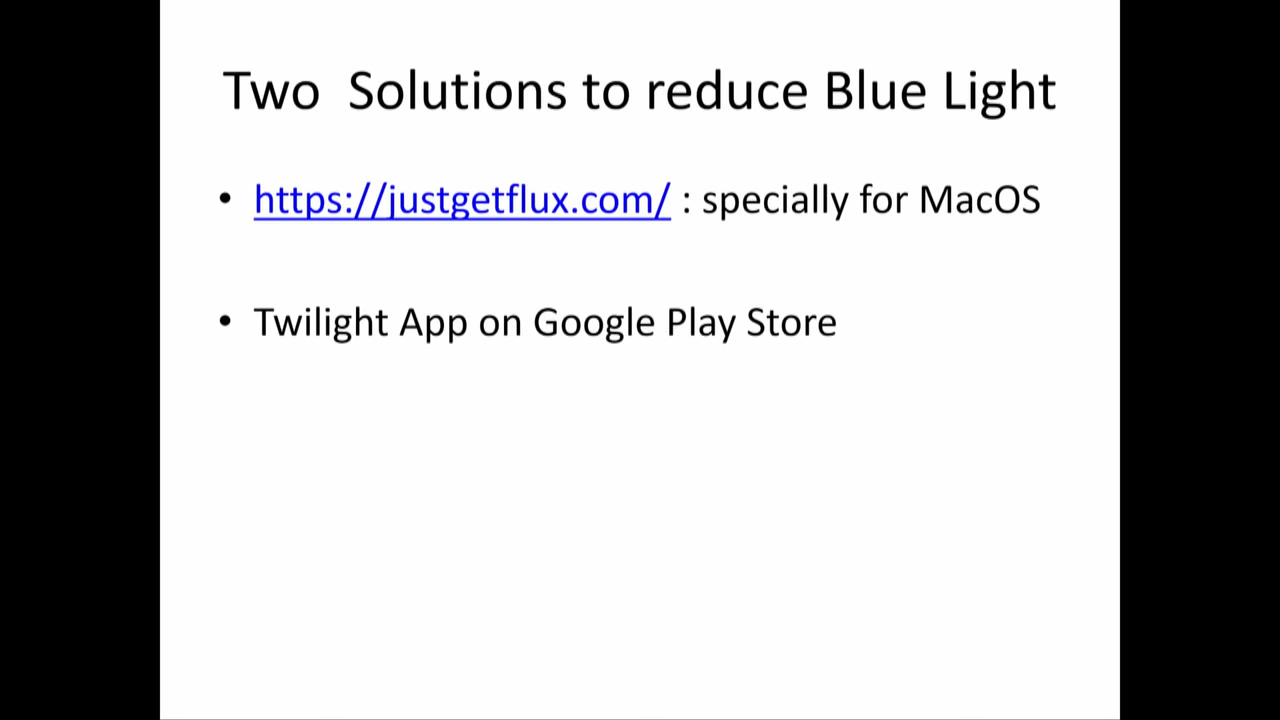 Two  Solutions to reduce Blue Light
• https://justgetflux.com/ : specially for MacOS
• Twilight App on Google Play Store